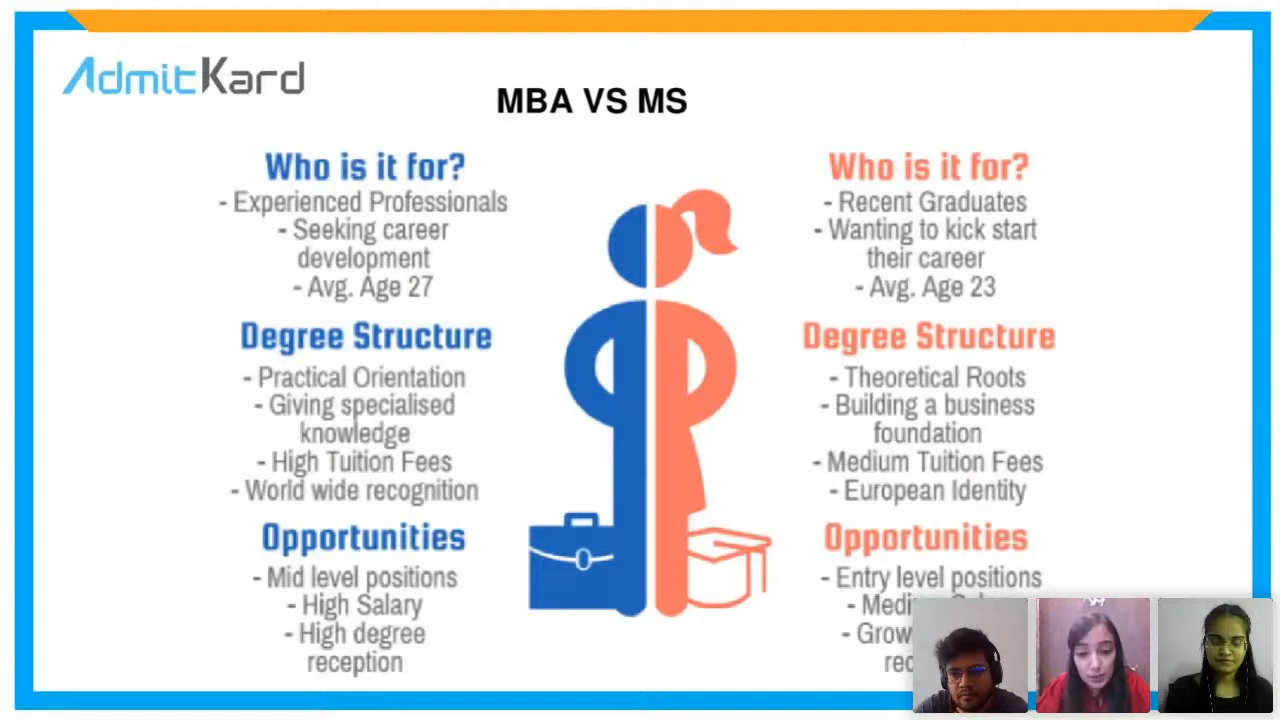 AdmitKard
MBA VS MS
Who is it for?
- Experienced Professionals
- Seeking career
development
- Avg. Age 27
Degree Structure
- Practical Orientation
- Giving specialised
knowledge
- High Tuition Fees
- World wide recognition
Opportunities
- Mid level positions
- High Salary
- High degree
reception
Who is it for?
- Recent Graduates
- Wanting to kick start
their career
- Avg. Age 23
Degree Structure
- Theoretical Roots
- Building a business
foundation
- Medium Tuition Fees
- European Identity
Opportunities
- Entry level positions